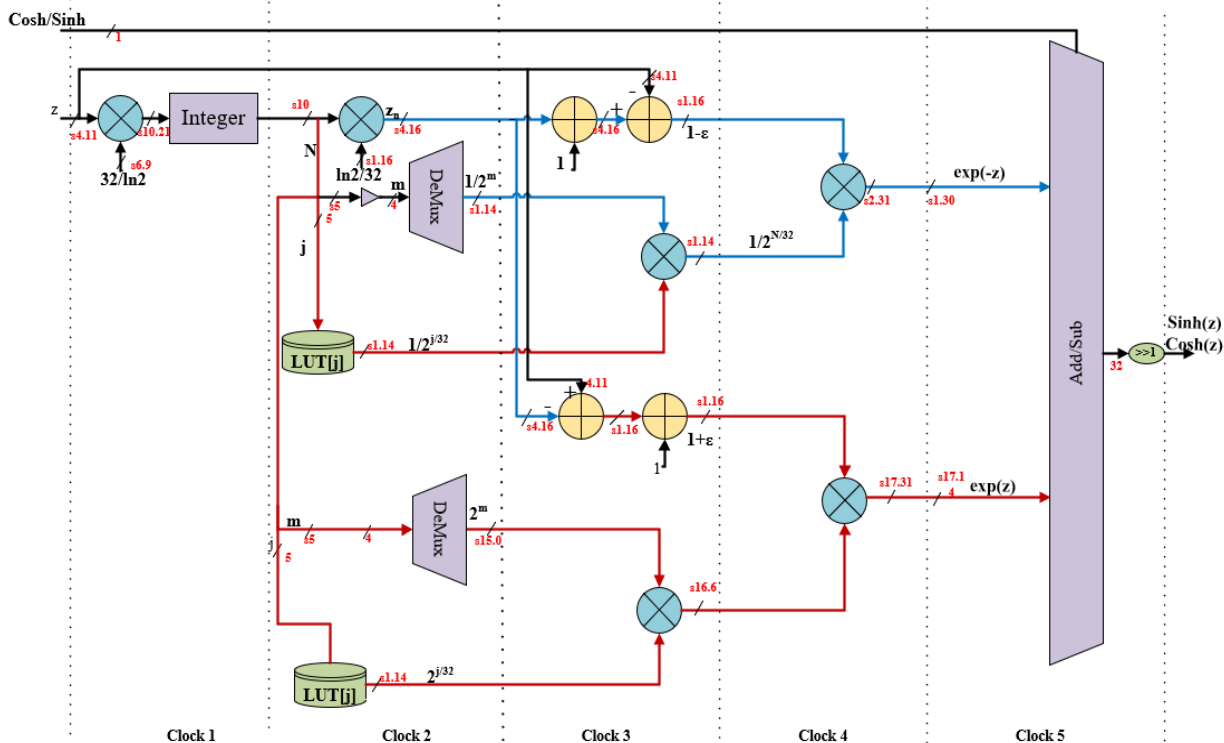 Cosh/Sinh
1
z
s4.11
s10.21
Integer
s6.9
32/ln2
s10
N
zn
s4.16
s1.16
ln2/32
1
s4.16
+
-
s4.11
s1.16
1-ε
s5
5
m
4
DeMux
1/2^m
s1.14
j
LUT[j]
s1.14
1/2^j/32
s1.14
1/2^N/32
s2.31
s1.30
exp(-z)
4.11
+
-
s4.16
s1.16
s1.16
1+ε
1
m
s5
4
5
DeMux
2^m
s15.0
s16.6
s17.31
s17.1
4
exp(z)
LUT[j]
s1.14
2^j/32
Add/Sub
32
>>1
Sinh(z)
Cosh(z)
Clock 1
Clock 2
Clock 3
Clock 4
Clock 5